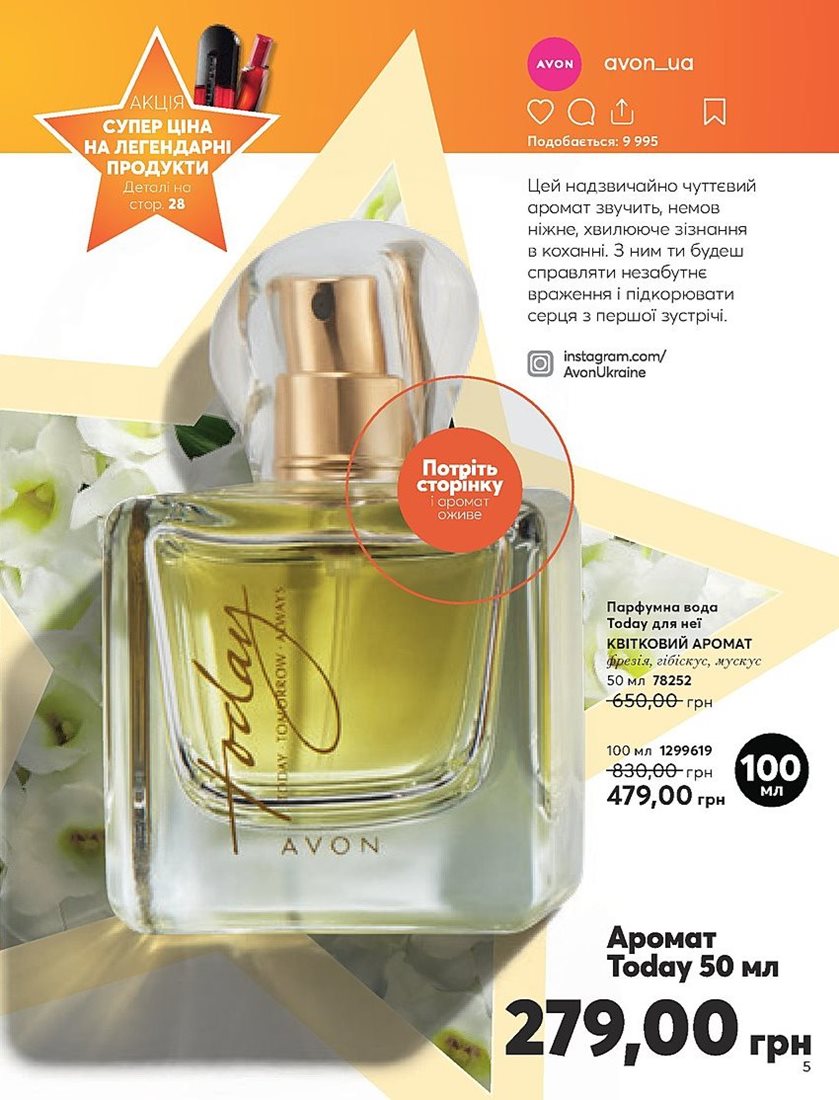 АКЦІЯ
СУПЕР ЦІНА
НА ЛЕГЕНДАРНІ
ПРОДУКТИ
Деталі на
стор. 28
AVON
avon_ua
Подобається: 9 995
Цей надзвичайно чуттєвий
аромат звучить, немов
ніжне, хвилююче зізнання
в коханні. З ним ти будеш
справляти незабутнє
враження і підкорювати
серця з першої зустрічі.
instagram.com/
AvonUkraine
Потріть
сторінку
і аромат
оживе
Today
TODAY · TOMORROW · ALWAYS
AVON
Парфумна вода
Today для неї
КВІТКОВИЙ АРОМАТ
фрезія, гібіскус, мускус
50 мл 78252
650,00 грн
100 мл 1299619
830,00 грн
479,00 грн
100
мл
Аромат
Today 50 мл
279,00 грн
5